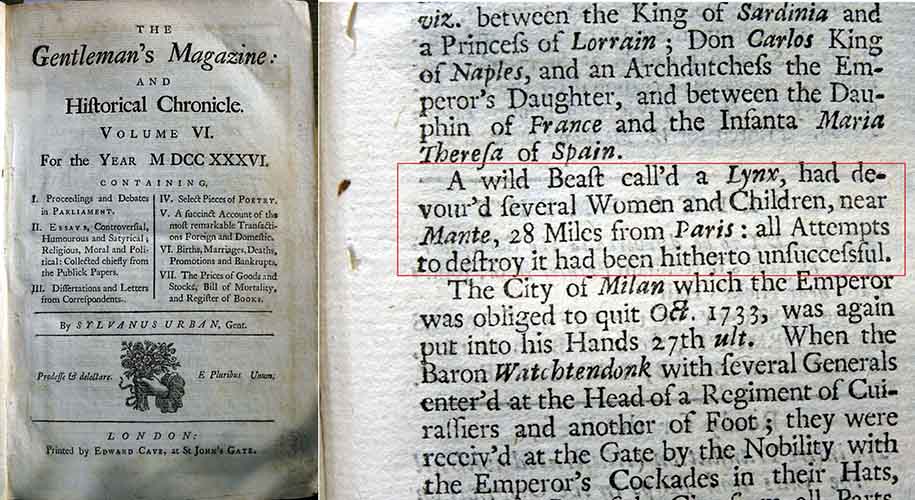 THE
Gentleman's Magazine:
AND
Hiſtorical Chronicle.
VOLUME VI.
For the YEAR M DCC XXXVI.
CONTAINING,
I. Proceedings and Debates
in PARLIAMENT.
II. ESSAYS, Controverſial,
Humourous and Satyrical;
Religious, Moral and Poli-
tical: Collected chiefly from
the Publick Papers.
III. Diſſertations and Letters
from Correſpondents.
IV. Select Pieces of POETRY.
V. A ſuccinct Account of the
moſt remarkable Tranſacti-
ons Foreign and Domeſtic.
VI. Births, Marriages, Deaths,
Promotions and Bankrupts.
VII. The Prices of Goods and
Stocks, Bill of Mortality,
and Regiſter of BOOKS.
By SYLVANUS URBAN, Gent.
Prodeſſe & delectare.
E Pluribus Unum.
LONDON:
Printed by EDWARD CAVE, at ST JOHN'S GATE.
viz. between the King of Sardinia and
a Princeſs of Lorrain; Don Carlos King
of Naples, and an Archdutcheſs the Em-
peror's Daughter, and between the Dau-
phin of France and the Infanta Maria
Thereſa of Spain.
A wild Beaſt call'd a Lynx, had de-
vour'd ſeveral Women and Children, near
Mante, 28 Miles from Paris: all Attempts
to deſtroy it had been hitherto unſucceſsful.
The City of Milan which the Emperor
was obliged to quit Oct. 1733, was again
put into his Hands 27th ult. When the
Baron Watchtendonk with ſeveral Generals
enter'd at the Head of a Regiment of Cui-
raſſiers and another of Foot; they were
receiv'd at the Gate by the Nobility with
the Emperor's Cockades in their Hats,